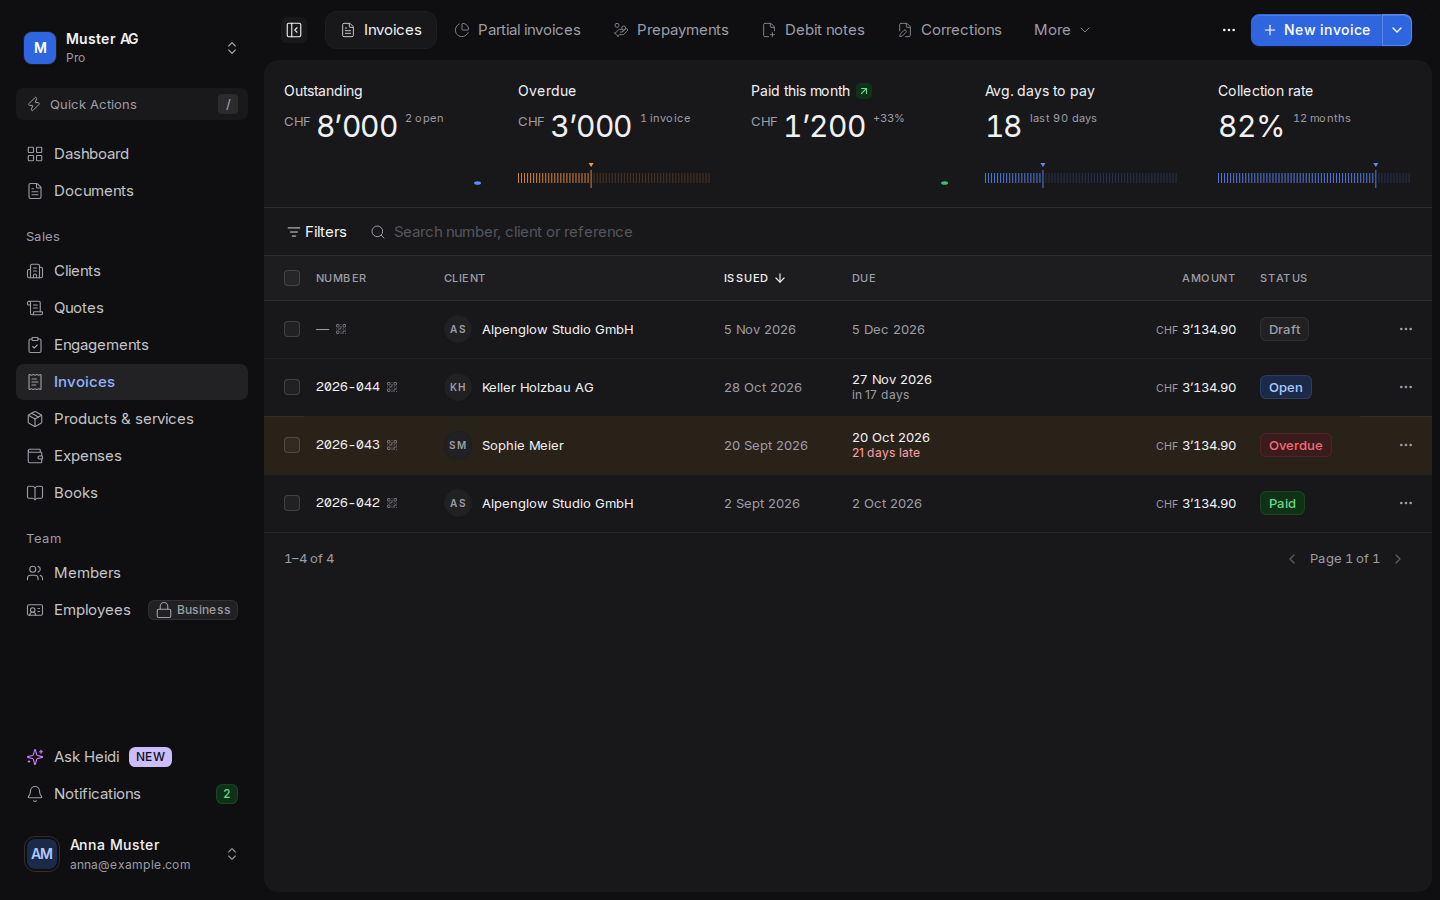 M
Muster AG
Pro
Quick Actions /
Dashboard
Documents
Sales
Clients
Quotes
Engagements
Invoices
Products & services
Expenses
Books
Team
Members
Employees Business
Ask Heidi NEW
Notifications 2
AM
Anna Muster
anna@example.com
Invoices Partial invoices Prepayments Debit notes Corrections More
New invoice
Outstanding
CHF 8’000 2 open
Overdue
CHF 3’000 1 invoice
Paid this month
CHF 1’200 +33%
Avg. days to pay
18 last 90 days
Collection rate
82% 12 months
Filters Search number, client or reference
NUMBER CLIENT ISSUED DUE AMOUNT STATUS
— AS Alpenglow Studio GmbH 5 Nov 2026 5 Dec 2026 CHF 3’134.90 Draft
2026-044 KH Keller Holzbau AG 28 Oct 2026 27 Nov 2026 CHF 3’134.90 Open
in 17 days
2026-043 SM Sophie Meier 20 Sept 2026 20 Oct 2026 CHF 3’134.90 Overdue
21 days late
2026-042 AS Alpenglow Studio GmbH 2 Sept 2026 2 Oct 2026 CHF 3’134.90 Paid
1–4 of 4 Page 1 of 1